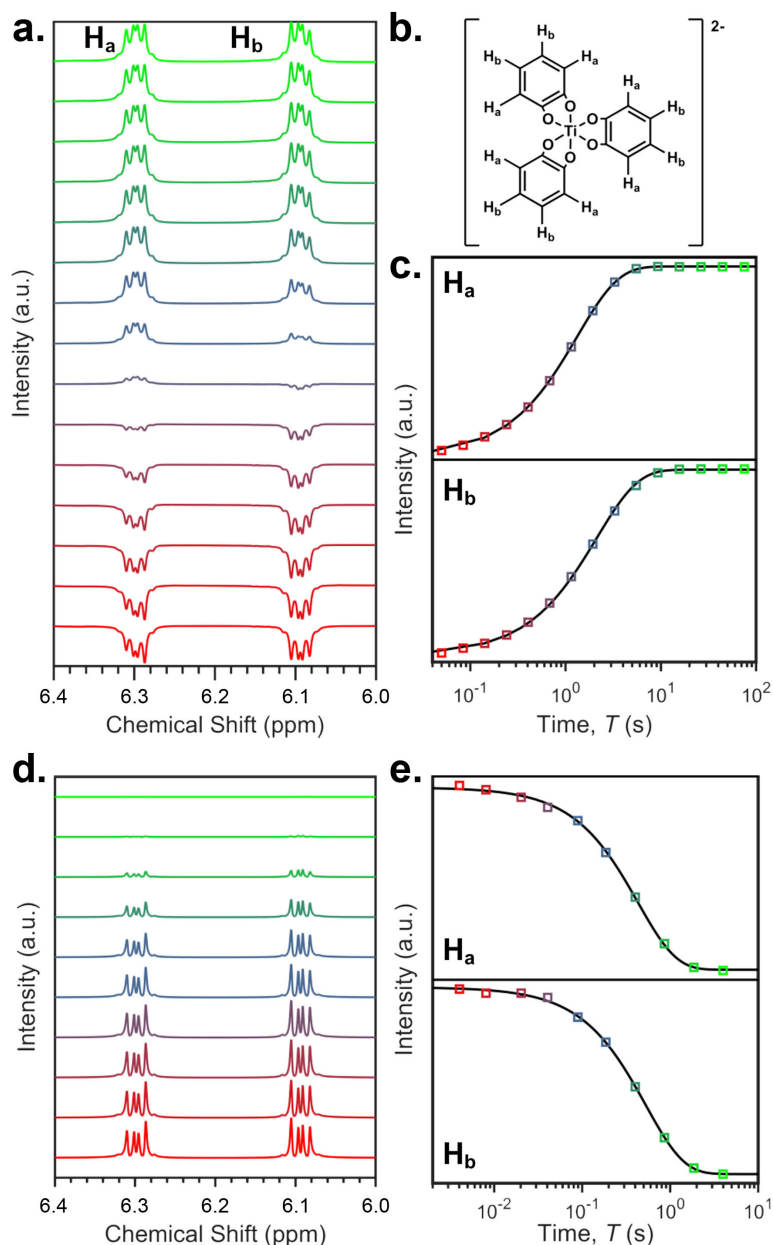 a.
Ha
Hb
Intensity (a.u.)
6.4
6.3
6.2
6.1
6.0
Chemical Shift (ppm)
b.
2-
Hb
Hb
Ha
Ha
O
O
Ti
O
O
O
O
Ha
Hb
Hb
Ha
Ha
Hb
Hb
Ha
c.
Ha
Hb
Intensity (a.u.)
10-1
100
101
102
Time, T (s)
d.
Intensity (a.u.)
6.4
6.3
6.2
6.1
6.0
Chemical Shift (ppm)
e.
Ha
Hb
Intensity (a.u.)
10-2
10-1
100
101
Time, T (s)